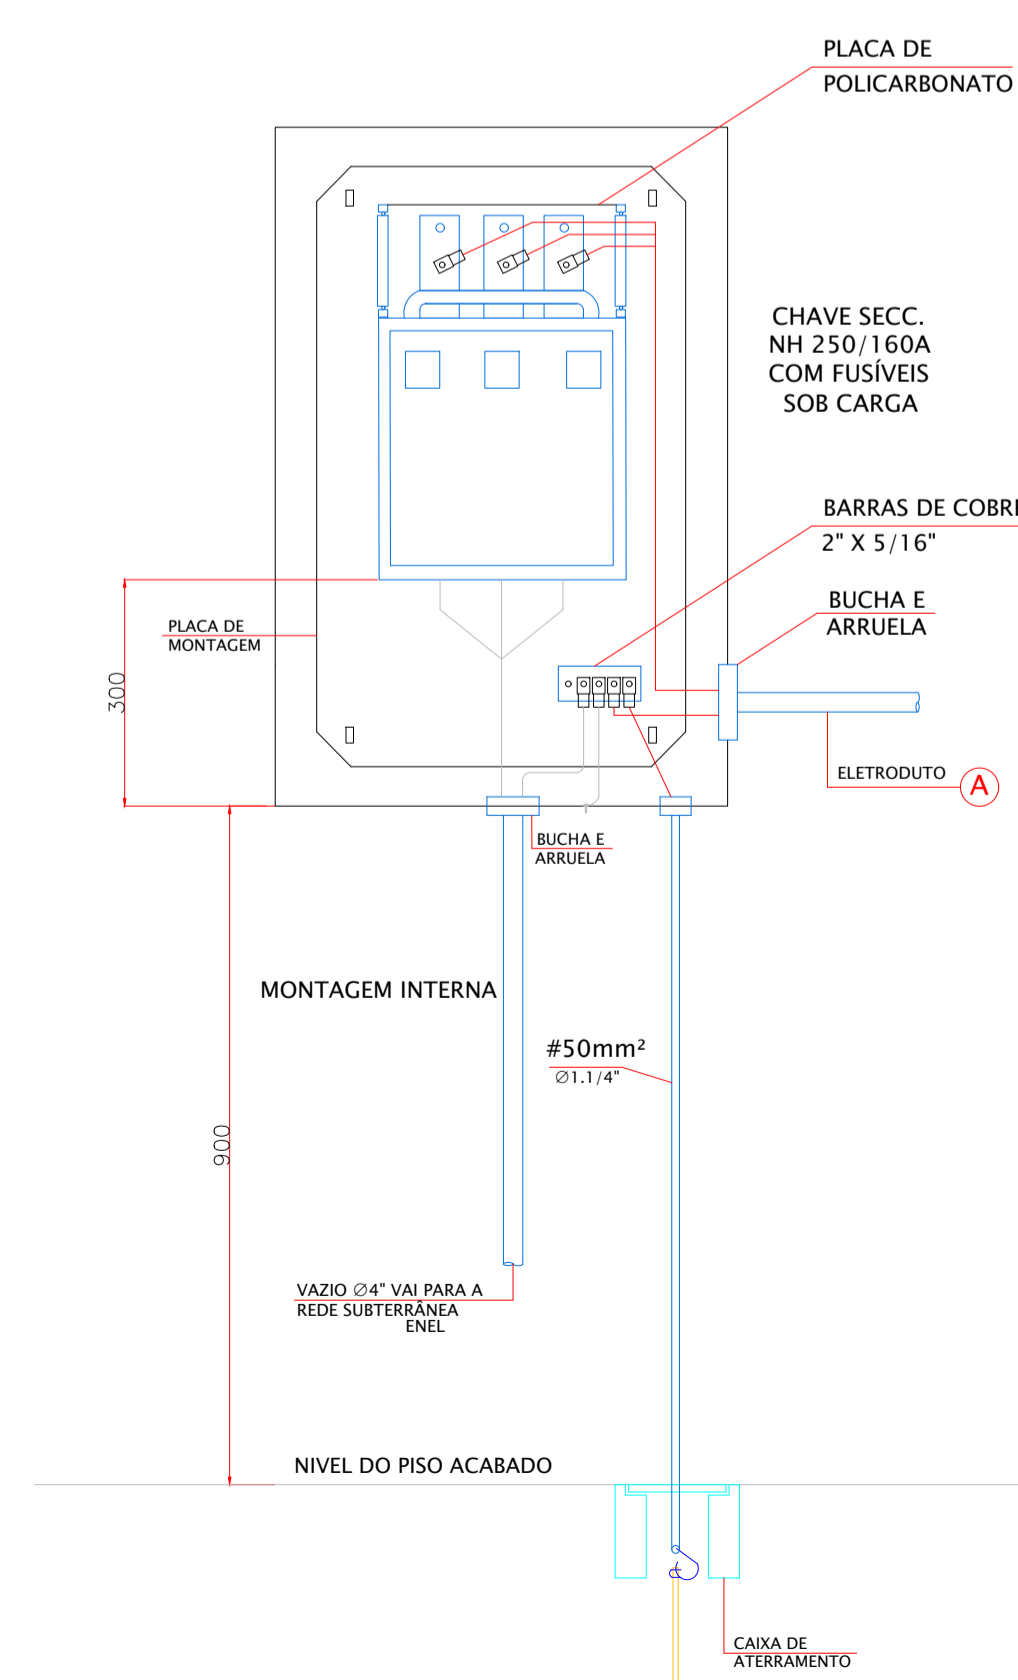 PLACA DE
POLICARBONATO
CHAVE SECC.
NH 250/160A
COM FUSÍVEIS
SOB CARGA
BARRAS DE COBRE
2" X 5/16"
BUCHA E
ARRUELA
PLACA DE
MONTAGEM
300
ELETRODUTO
A
BUCHA E
ARRUELA
MONTAGEM INTERNA
#50mm²
∅1.1/4"
900
VAZIO ∅4" VAI PARA A
REDE SUBTERRÂNEA
ENEL
NIVEL DO PISO ACABADO
CAIXA DE
ATERRAMENTO